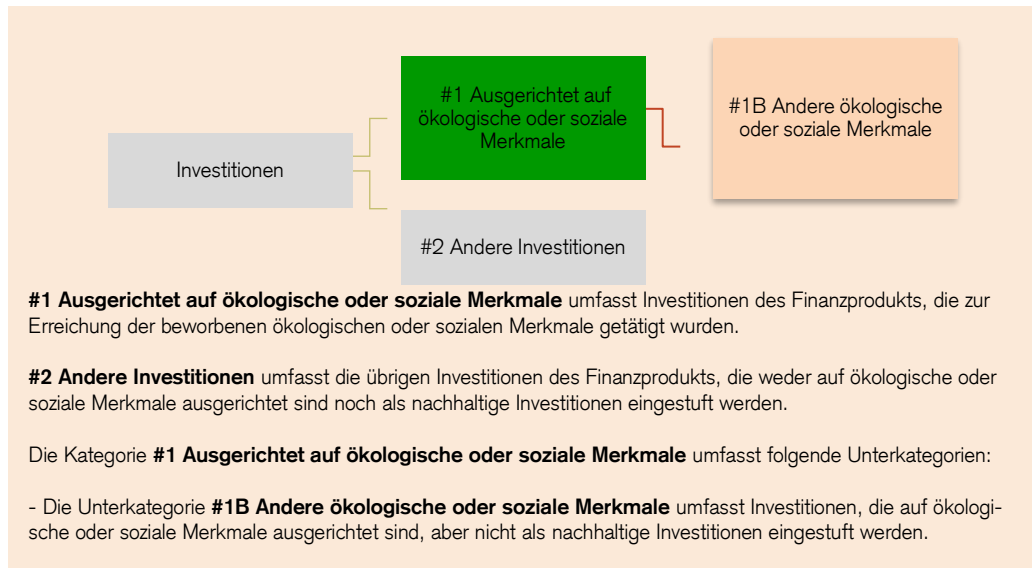 #1 Ausgerichtet auf
ökologische oder soziale
Merkmale
#1B Andere ökologische
oder soziale Merkmale
Investitionen
#2 Andere Investitionen
#1 Ausgerichtet auf ökologische oder soziale Merkmale umfasst Investitionen des Finanzprodukts, die zur
Erreichung der beworbenen ökologischen oder sozialen Merkmale getätigt wurden.
#2 Andere Investitionen umfasst die übrigen Investitionen des Finanzprodukts, die weder auf ökologische oder
soziale Merkmale ausgerichtet sind noch als nachhaltige Investitionen eingestuft werden.
Die Kategorie #1 Ausgerichtet auf ökologische oder soziale Merkmale umfasst folgende Unterkategorien:
- Die Unterkategorie #1B Andere ökologische oder soziale Merkmale umfasst Investitionen, die auf ökologi-
sche oder soziale Merkmale ausgerichtet sind, aber nicht als nachhaltige Investitionen eingestuft werden.